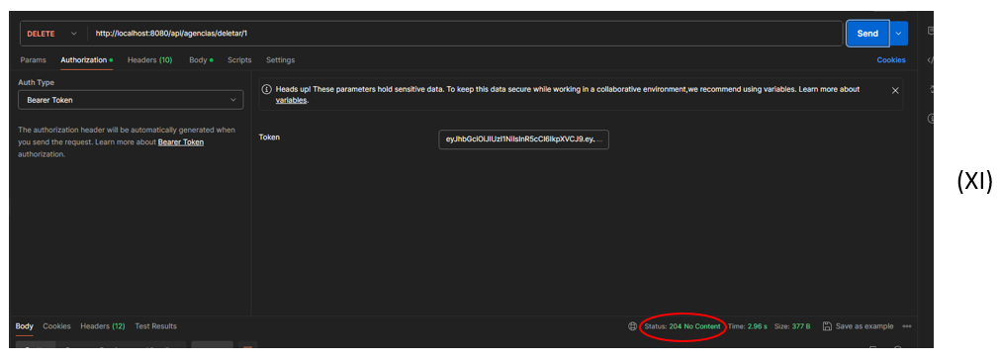 DELETE http://localhost:8080/api/agencias/deletar/1 Send
Params Authorization Headers (10) Body Scripts Settings Cookies
Auth Type
Bearer Token
The authorization header will be automatically generated when
you send the request. Learn more about Bearer Token
authorization.
Heads up! These parameters hold sensitive data. To keep this data secure while working in a collaborative environment,we recommend using variables. Learn more about
variables.
Token
eyJhbGciOiJIUzI1NiIsInR5cCI6IkpXVCJ9.ey. ...
(XI)
Body Cookies Headers (12) Test Results Status: 204 No Content Time: 2.96 s Size: 377 B Save as example